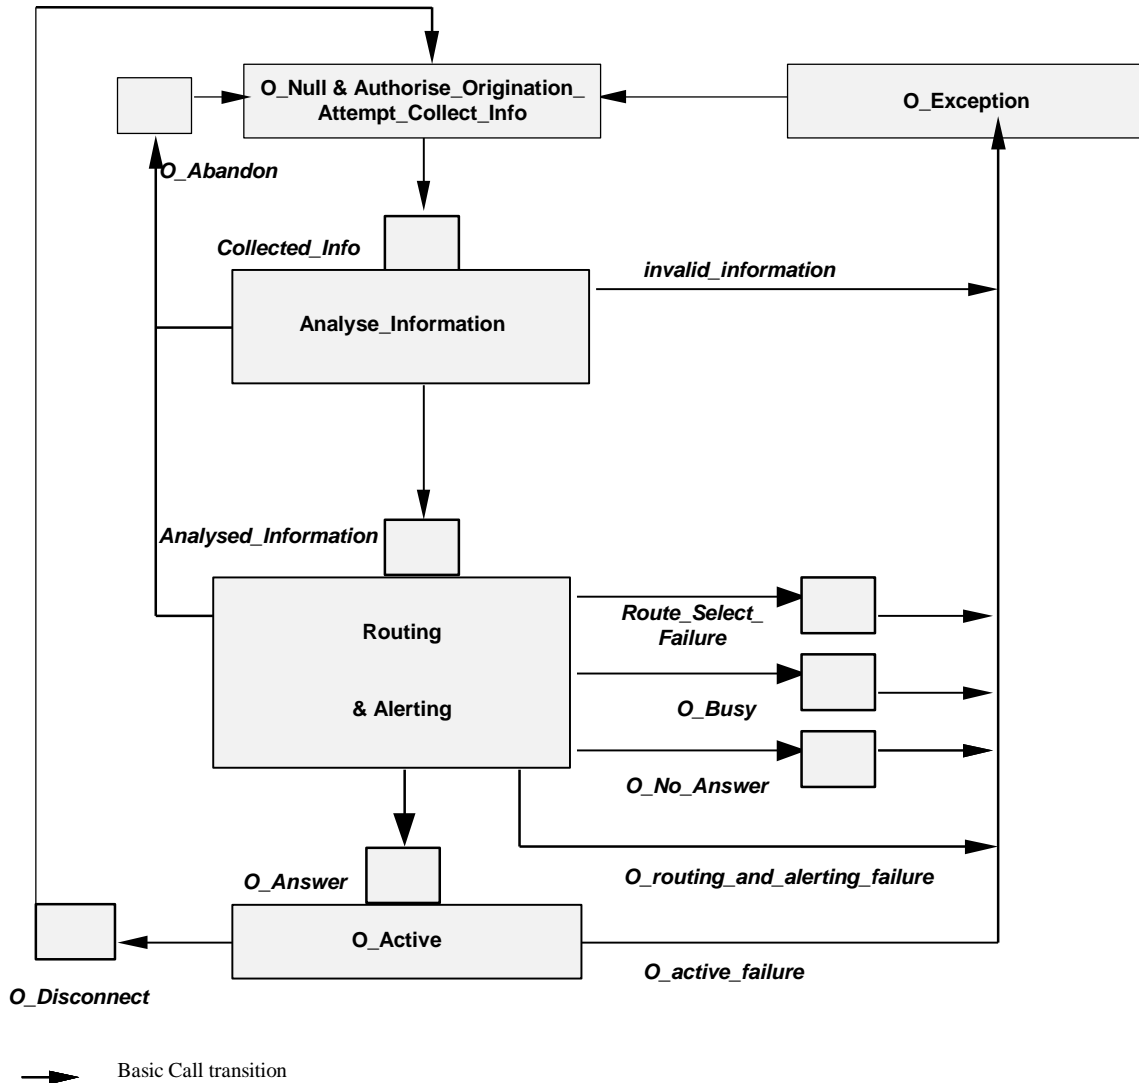 O_Null & Authorise_Origination_
Attempt_Collect_Info
O_Exception
O_Abandon
Collected_Info
invalid_information
Analyse_Information
Analysed_Information
Routing
& Alerting
Route_Select_
Failure
O_Busy
O_No_Answer
O_routing_and_alerting_failure
O_Answer
O_Active
O_active_failure
O_Disconnect
Basic Call transition